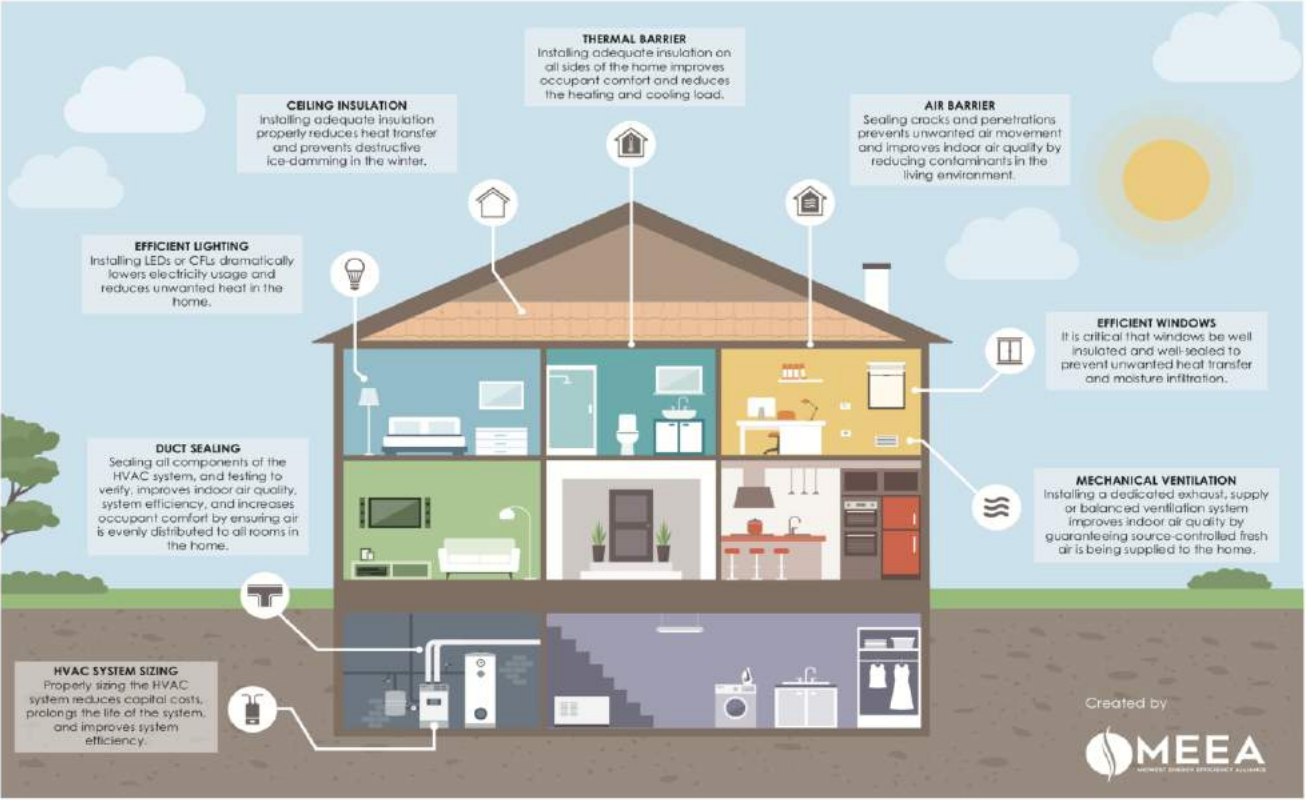 THERMAL BARRIER
Installing adequate insulation on
all sides of the home improves
occupant comfort and reduces
the heating and cooling load.
CEILING INSULATION
Installing adequate insulation
properly reduces heat transfer
and prevents destructive
ice-damming in the winter.
AIR BARRIER
Sealing cracks and penetrations
prevents unwanted air movement
and improves indoor air quality by
reducing contaminants in the
living environment.
EFFICIENT LIGHTING
Installing LEDs or CFLs dramatically
lowers electricity usage and
reduces unwanted heat in the
home.
EFFICIENT WINDOWS
It is critical that windows be well
insulated and well-sealed to
prevent unwanted heat transfer
and moisture infiltration.
DUCT SEALING
Sealing all components of the
HVAC system, and testing to
verify, improves indoor air quality,
system efficiency, and increases
occupant comfort by ensuring air
is evenly distributed to all rooms in
the home.
MECHANICAL VENTILATION
Installing a dedicated exhaust, supply
or balanced ventilation system
improves indoor air quality by
guaranteeing source-controlled fresh
air is being supplied to the home.
HVAC SYSTEM SIZING
Properly sizing the HVAC
system reduces capital costs,
prolongs the life of the system,
and improves system
efficiency.
Created by
MEEA
MIDWEST ENERGY EFFICIENCY ALLIANCE